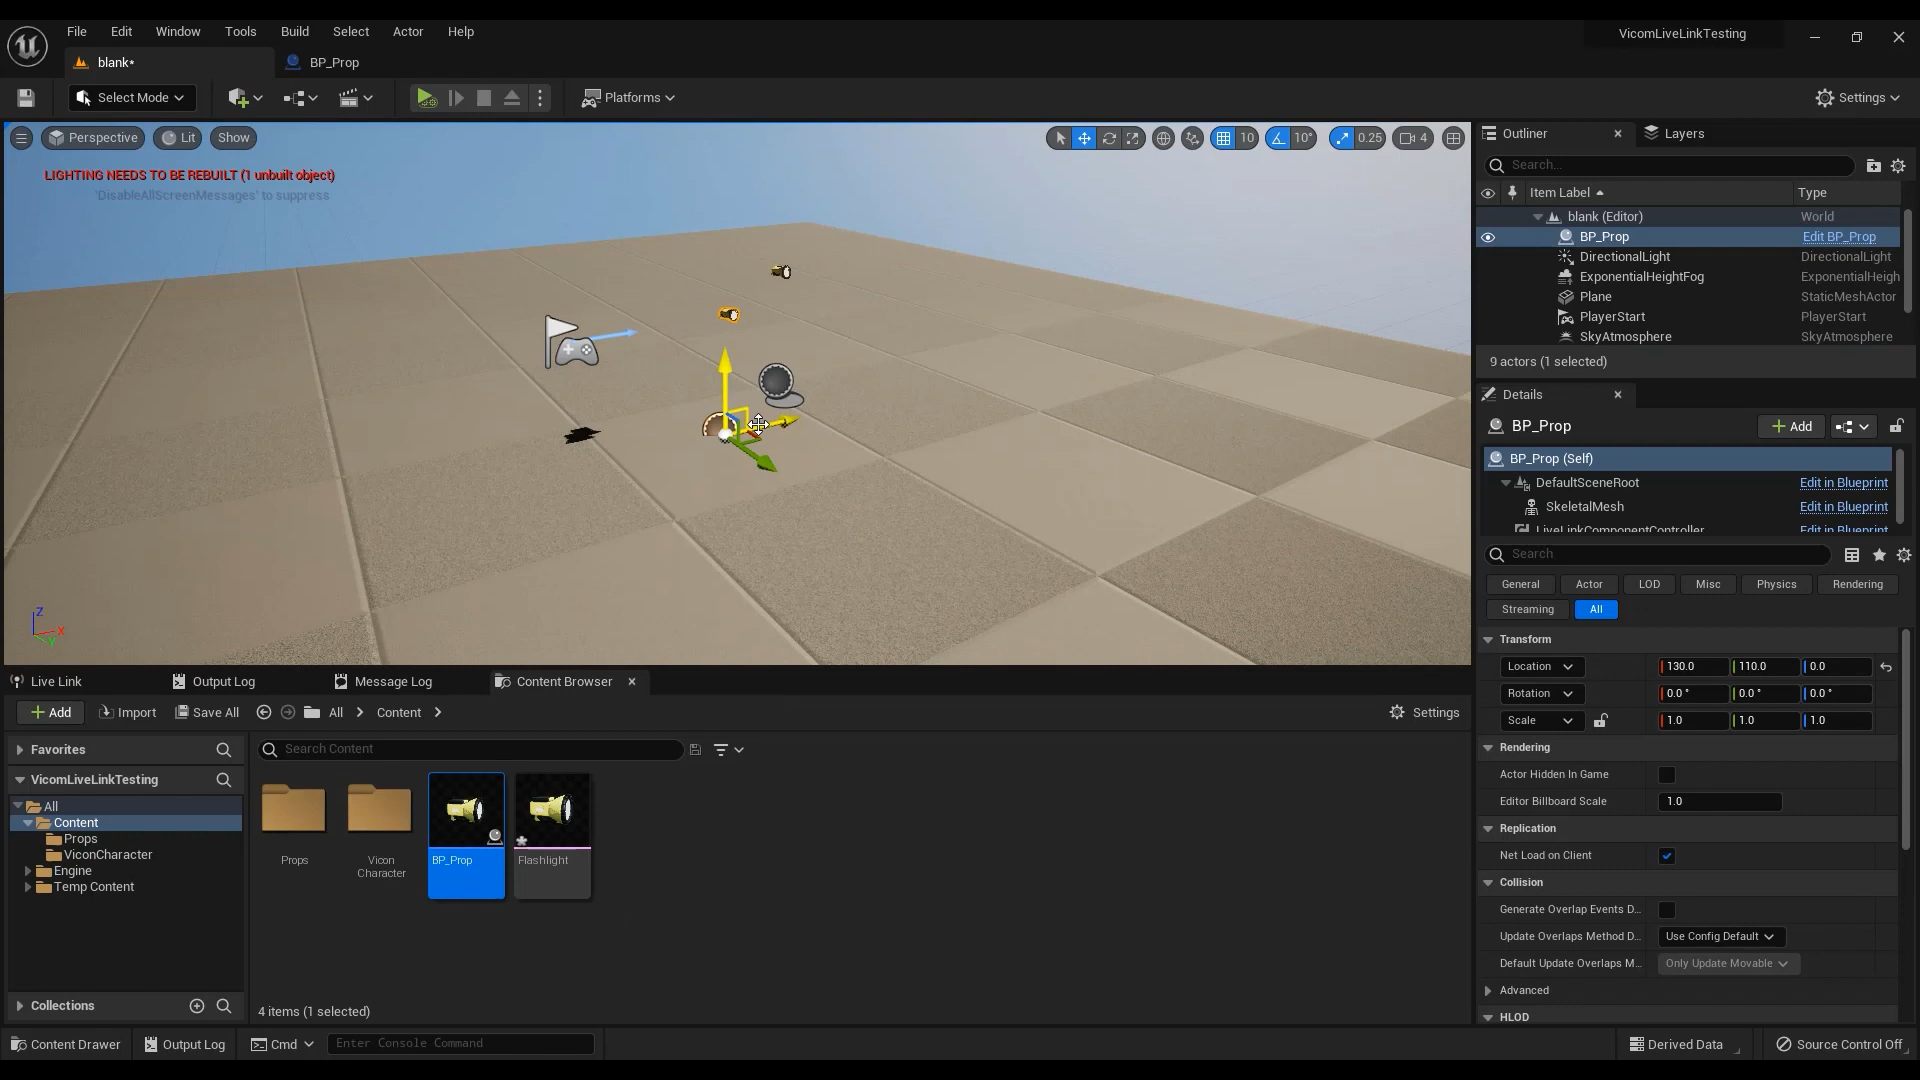 File Edit Window Tools Build Select Actor Help
VicomLiveLinkTesting
blank*
BP_Prop
Select Mode
Platforms
Settings
Perspective
Lit
Show
10
10°
0.25
4
LIGHTING NEEDS TO BE REBUILT (1 unbuilt object)
'DisableAllScreenMessages' to suppress
Z
X
Y
Outliner
Layers
Search...
Item Label
Type
blank (Editor) World
BP_Prop Edit BP_Prop
DirectionalLight DirectionalLight
ExponentialHeightFog ExponentialHeigh
Plane StaticMeshActor
PlayerStart PlayerStart
SkyAtmosphere SkyAtmosphere
9 actors (1 selected)
Details
BP_Prop
Add
BP_Prop (Self)
DefaultSceneRoot Edit in Blueprint
SkeletalMesh Edit in Blueprint
LiveLinkComponentController Edit in Blueprint
Search
General Actor LOD Misc Physics Rendering
Streaming All
Transform
Location 130.0 110.0 0.0
Rotation 0.0 ° 0.0 ° 0.0 °
Scale 1.0 1.0 1.0
Rendering
Actor Hidden In Game
Editor Billboard Scale 1.0
Replication
Net Load on Client
Collision
Generate Overlap Events D...
Update Overlaps Method D... Use Config Default
Default Update Overlaps M... Only Update Movable
Advanced
HLOD
Live Link
Output Log
Message Log
Content Browser
Add
Import
Save All
All
Content
Settings
Favorites
VicomLiveLinkTesting
All
Content
Props
ViconCharacter
Engine
Temp Content
Collections
Search Content
Props
Vicon
Character
BP_Prop
Flashlight
4 items (1 selected)
Content Drawer
Output Log
Cmd
Enter Console Command
Derived Data
Source Control Off